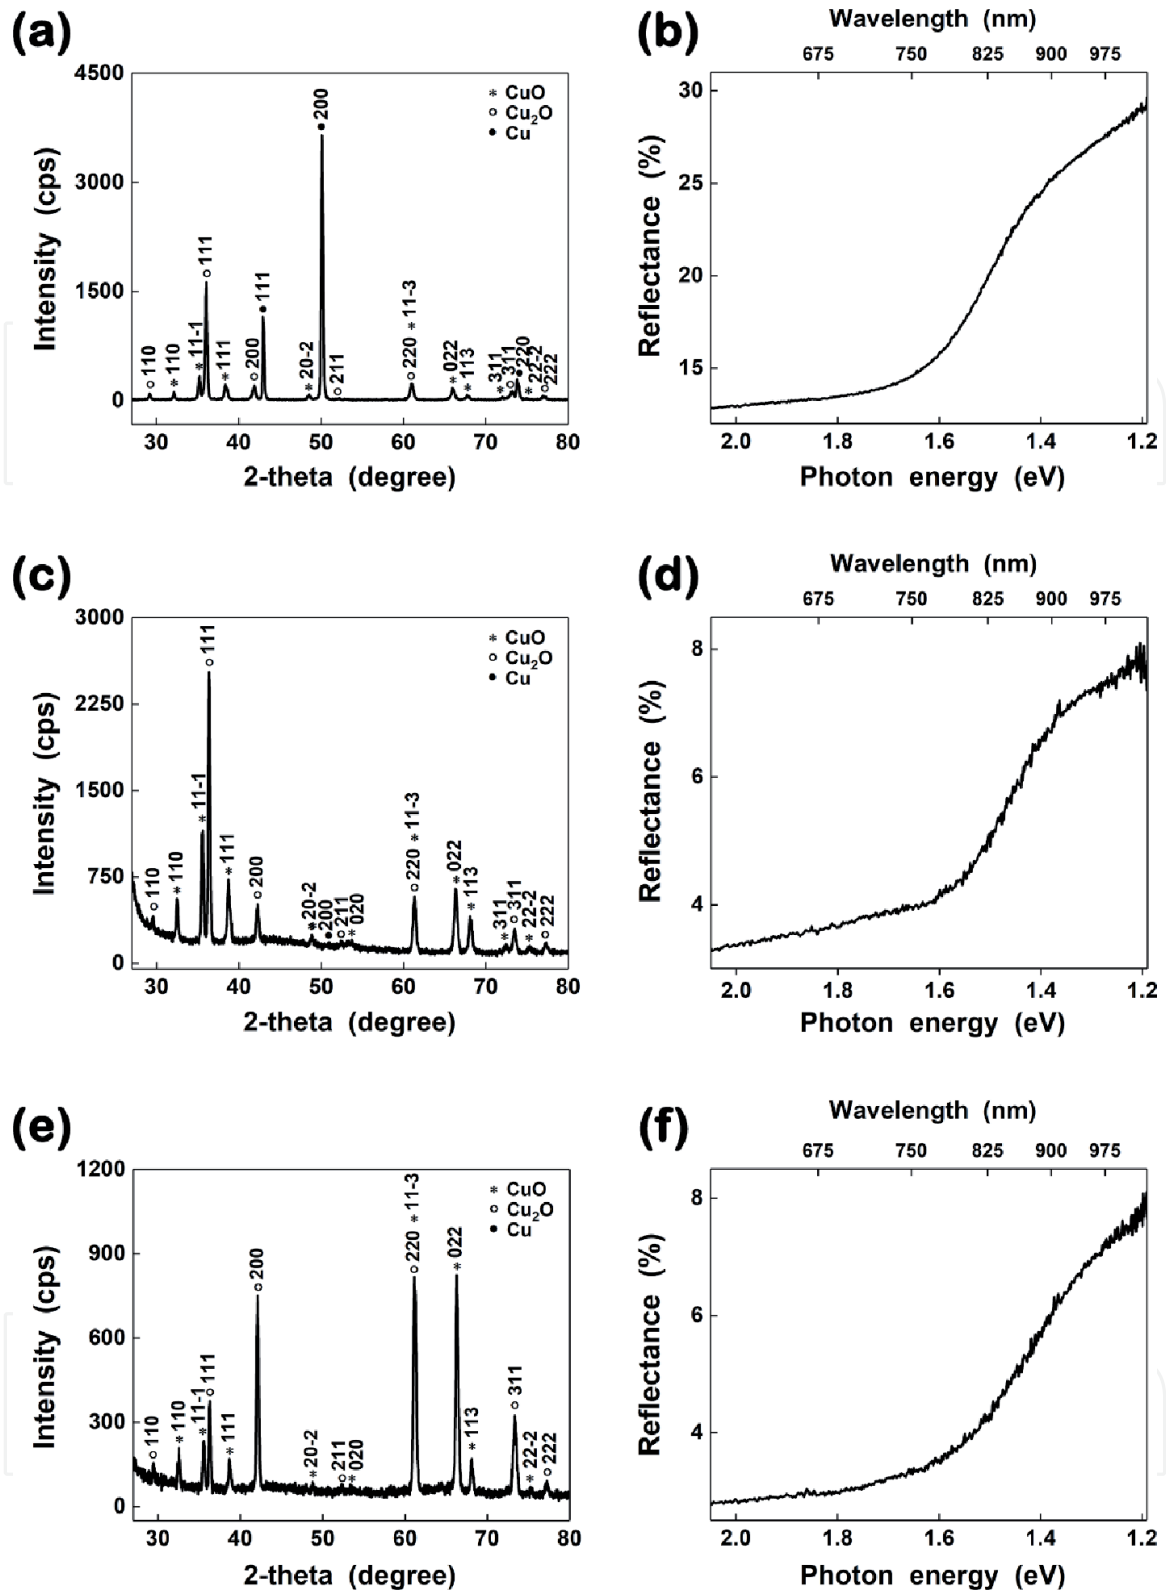 (a)
4500
3000
1500
0
Intensity (cps)
* CuO
○ Cu₂O
● Cu
○ 110
* 110
* 11-1
○ 111
* 111
○ 200
● 111
* 20-2
● 200
○ 211
○ 220 * 11-3
* 022
* 113
* 311
○ 311
● 220
* 22-2
○ 222
30 40 50 60 70 80
2-theta (degree)
(b)
Wavelength (nm)
675 750 825 900 975
30
25
20
15
Reflectance (%)
2.0 1.8 1.6 1.4 1.2
Photon energy (eV)
(c)
3000
2250
1500
750
0
Intensity (cps)
* CuO
○ Cu₂O
● Cu
○ 110
* 110
* 11-1
○ 111
* 111
○ 200
* 20-2
● 200
○ 211
* 020
○ 220 * 11-3
* 022
* 113
* 311
○ 311
* 22-2
○ 222
30 40 50 60 70 80
2-theta (degree)
(d)
Wavelength (nm)
675 750 825 900 975
8
6
4
Reflectance (%)
2.0 1.8 1.6 1.4 1.2
Photon energy (eV)
(e)
1200
900
600
300
0
Intensity (cps)
* CuO
○ Cu₂O
● Cu
○ 110
* 110
* 11-1
○ 111
* 111
○ 200
* 20-2
○ 211
* 020
○ 220 * 11-3
* 022
* 113
○ 311
* 22-2
○ 222
30 40 50 60 70 80
2-theta (degree)
(f)
Wavelength (nm)
675 750 825 900 975
8
6
4
Reflectance (%)
2.0 1.8 1.6 1.4 1.2
Photon energy (eV)